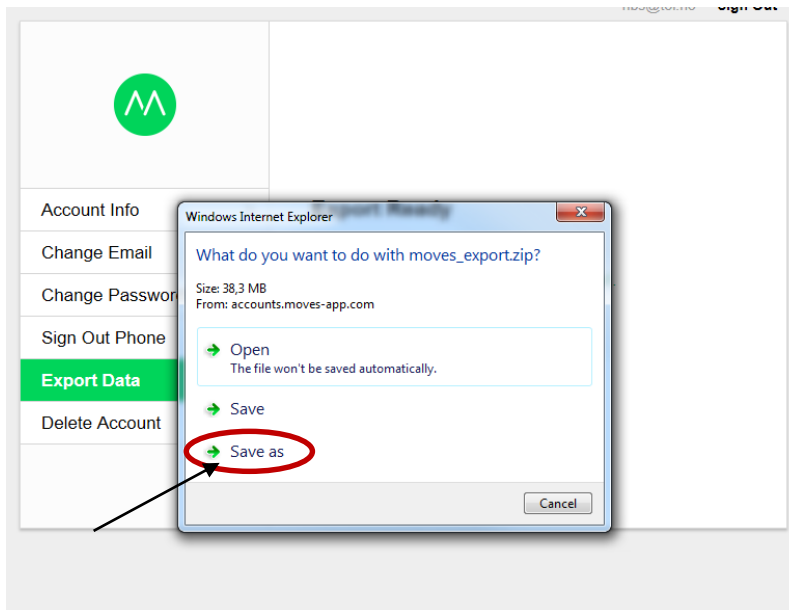 Sign Out
Account Info
Change Email
Change Passwor
Sign Out Phone
Export Data
Delete Account
Export Ready
Windows Internet Explorer
What do you want to do with moves_export.zip?
Size: 38,3 MB
From: accounts.moves-app.com
Open
The file won't be saved automatically.
Save
Save as
Cancel